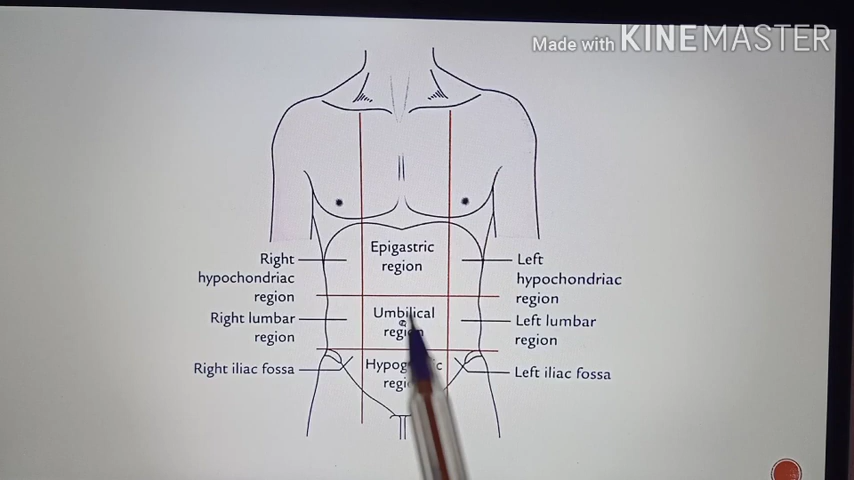 Made with KINEMASTER
Epigastric
region
Right
hypochondriac
region
Left
hypochondriac
region
Umbilical
region
Right lumbar
region
Left lumbar
region
Right iliac fossa
Left iliac fossa